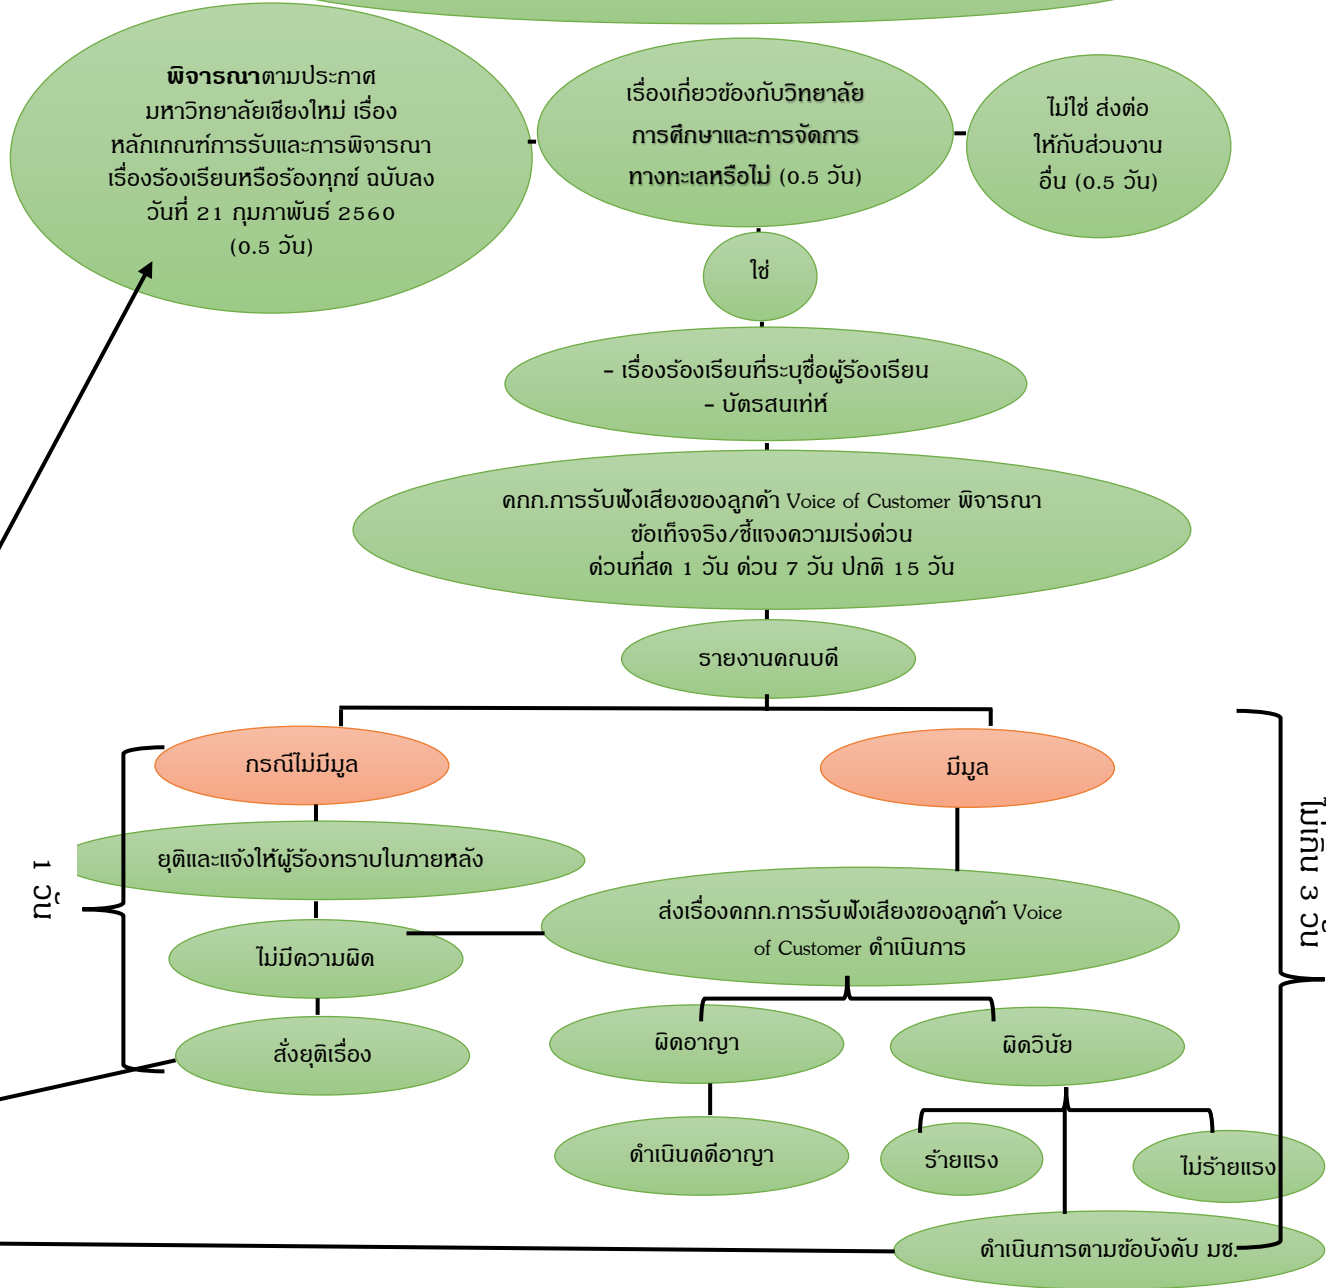 พิจารณาตามประกาศ
มหาวิทยาลัยเชียงใหม่ เรื่อง
หลักเกณฑ์การรับและการพิจารณา
เรื่องร้องเรียนหรือร้องทุกข์ ฉบับลง
วันที่ 21 กุมภาพันธ์ 2560
(0.5 วัน)
เรื่องเกี่ยวข้องกับวิทยาลัย
การศึกษาและการจัดการ
ทางทะเลหรือไม่ (0.5 วัน)
ไม่ใช่ ส่งต่อ
ให้กับส่วนงาน
อื่น (0.5 วัน)
ใช่
- เรื่องร้องเรียนที่ระบุชื่อผู้ร้องเรียน
- บัตรสนเท่ห์
คกก.การรับฟังเสียงของลูกค้า Voice of Customer พิจารณา
ข้อเท็จจริง/ชี้แจงความเร่งด่วน
ด่วนที่สด 1 วัน ด่วน 7 วัน ปกติ 15 วัน
รายงานคณบดี
กรณีไม่มีมูล
มีมูล
ยุติและแจ้งให้ผู้ร้องทราบในภายหลัง
1 วัน
ไม่เกิน 3 วัน
ส่งเรื่องคกก.การรับฟังเสียงของลูกค้า Voice
of Customer ดำเนินการ
ไม่มีความผิด
สั่งยุติเรื่อง
ผิดอาญา
ผิดวินัย
ดำเนินคดีอาญา
ร้ายแรง
ไม่ร้ายแรง
ดำเนินการตามข้อบังคับ มช.